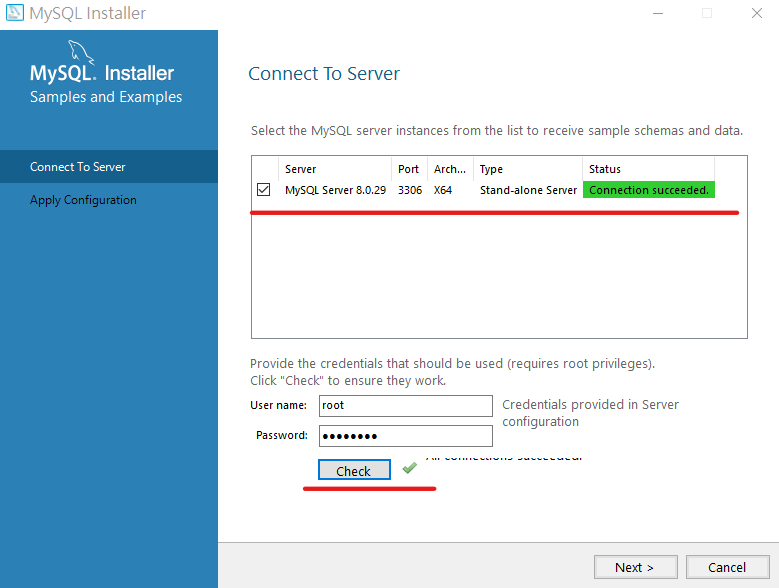 MySQL Installer
MySQL. Installer
Samples and Examples
Connect To Server
Apply Configuration
Connect To Server
Select the MySQL server instances from the list to receive sample schemas and data.
Server Port Arch... Type Status
MySQL Server 8.0.29 3306 X64 Stand-alone Server Connection succeeded.
Provide the credentials that should be used (requires root privileges).
Click "Check" to ensure they work.
User name: root
Credentials provided in Server
configuration
Password: ●●●●●●●●
Check
All connections succeeded.
Next >
Cancel